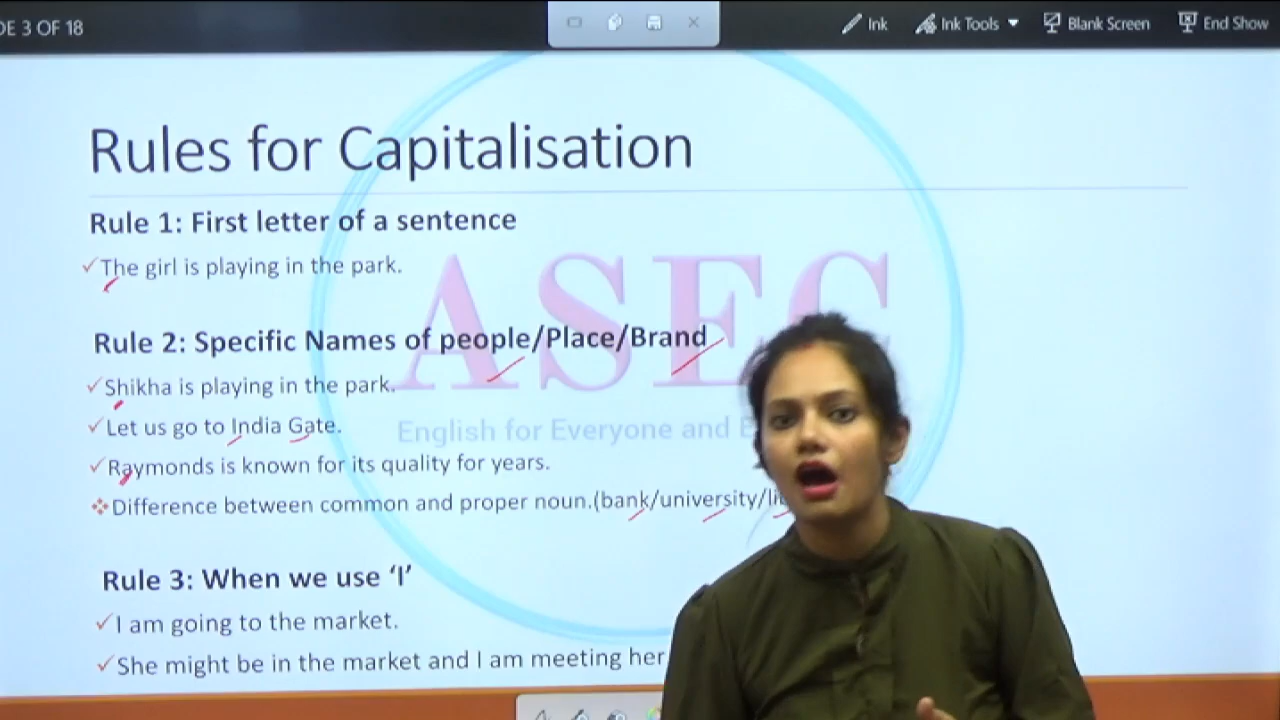 DE 3 OF 18
Ink
Ink Tools
Blank Screen
End Show
Rules for Capitalisation
Rule 1: First letter of a sentence
The girl is playing in the park.
ASEC
Rule 2: Specific Names of people/Place/Brand
Shikha is playing in the park.
Let us go to India Gate.
English for Everyone and E
Raymonds is known for its quality for years.
Difference between common and proper noun.(bank/university/li
Rule 3: When we use ‘I’
I am going to the market.
She might be in the market and I am meeting her